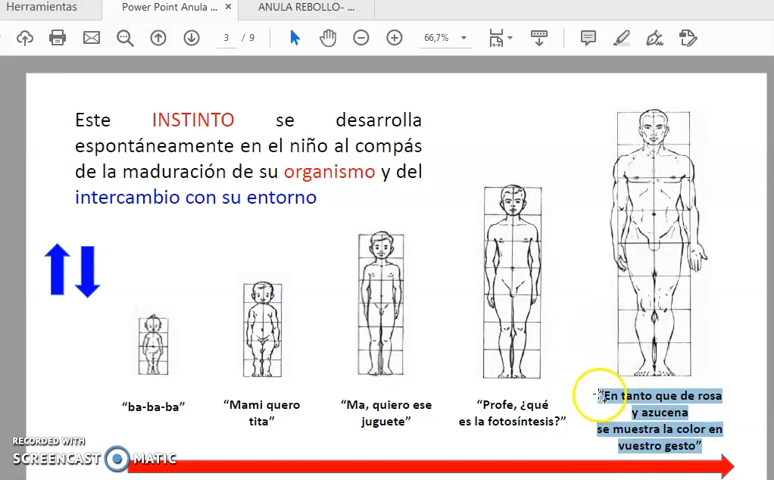 Herramientas
Power Point Anula ... ×
ANULA REBOLLO- ...
3 / 9
66,7%
Este INSTINTO se desarrolla
espontáneamente en el niño al compás
de la maduración de su organismo y del
intercambio con su entorno
“ba-ba-ba”
“Mami quero
tita”
“Ma, quiero ese
juguete”
“Profe, ¿qué
es la fotosíntesis?”
“En tanto que de rosa
y azucena
se muestra la color en
vuestro gesto”
RECORDED WITH
SCREENCAST MATIC